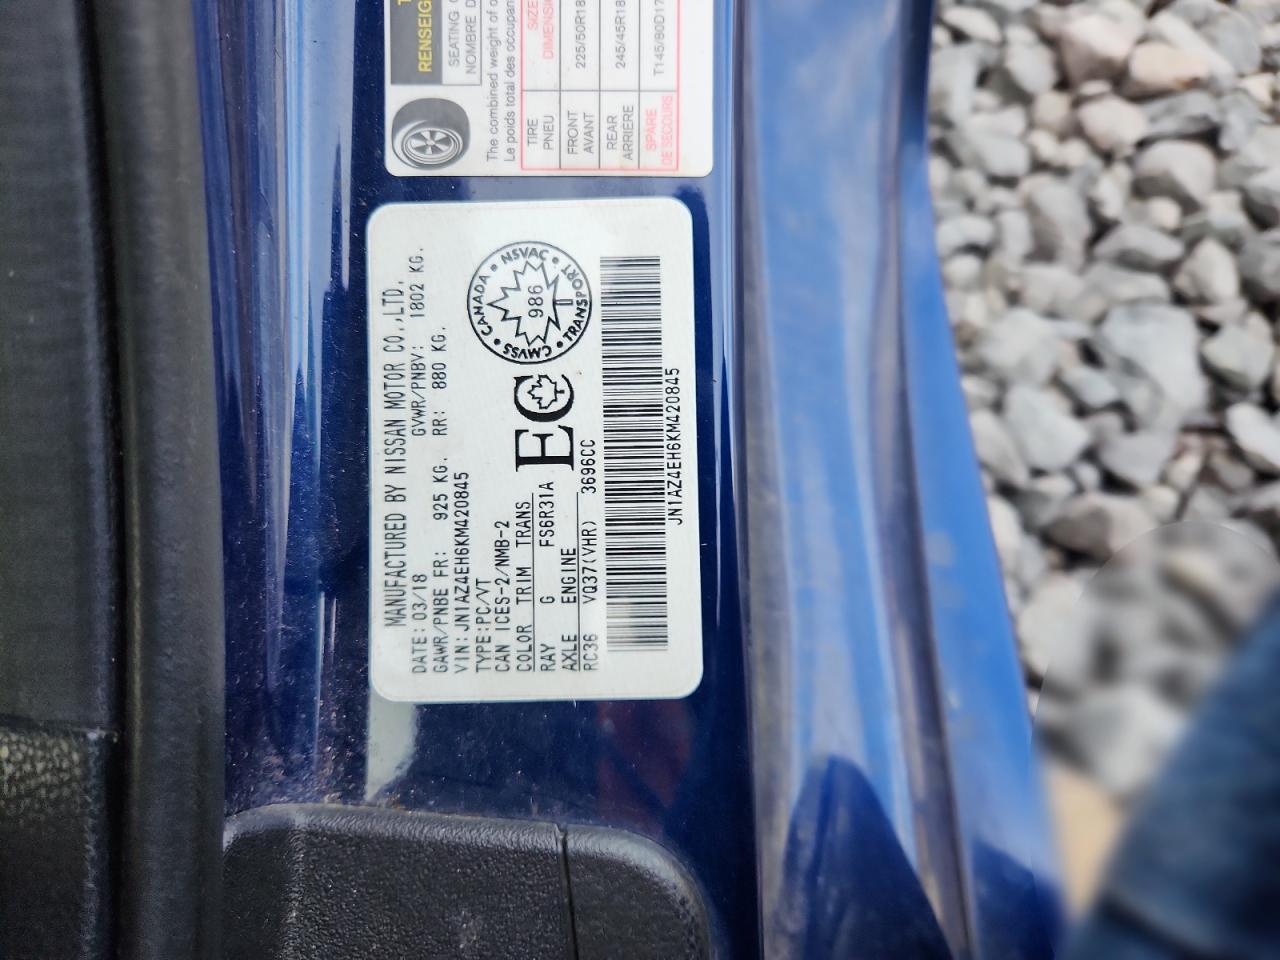 MANUFACTURED BY NISSAN MOTOR CO.,LTD.
DATE: 03/18 GVWR/PNBV: 1802 KG.
GAWR/PNBE FR: 925 KG. RR: 880 KG.
VIN: JN1AZ4EH6KM420845
TYPE:PC/VT
CAN ICES-2/NMB-2
COLOR TRIM TRANS
RAY G FS6R31A
AXLE ENGINE
RC36 VQ37(VHR) 3696CC
EC
CANADA • NSVAC • TRANSPORT • CMVSS •
986
JN1AZ4EH6KM420845
RENSEIG
SEATING
NOMBRE D
The combined weight of
Le poids total des occupan
TIRE SIZE
PNEU DIMENSI
FRONT 225/50R18
AVANT
REAR 245/45R18
ARRIÈRE
SPARE T145/80D17
DE SECOURS